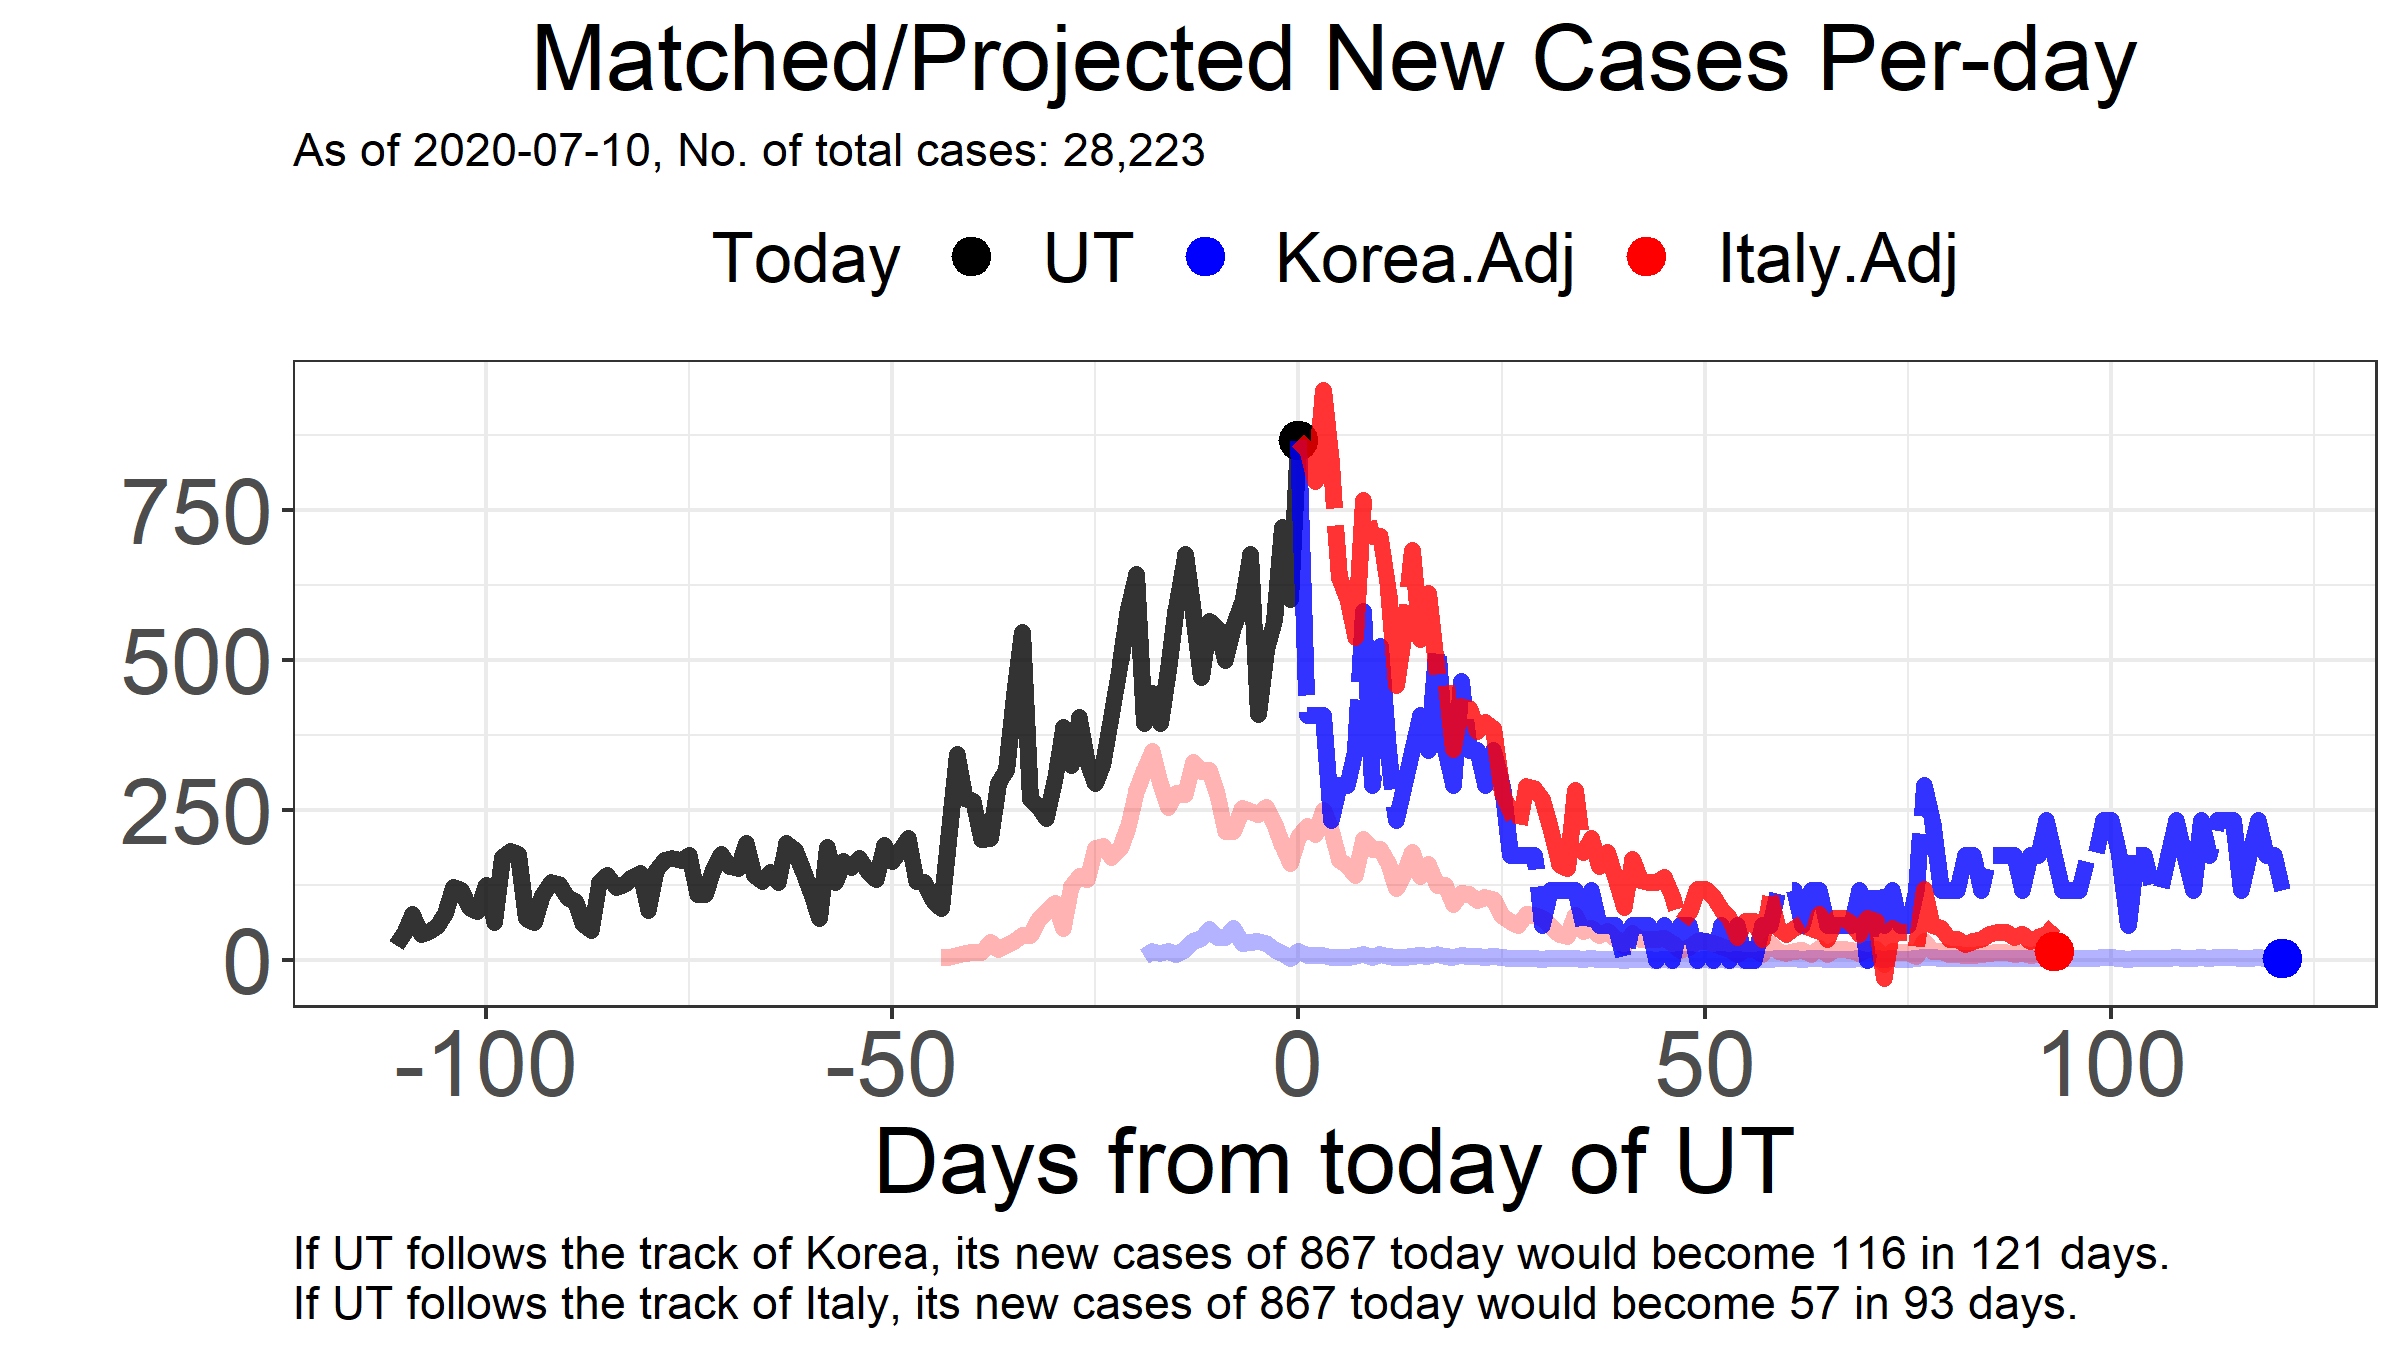 Matched/Projected New Cases Per-day
As of 2020-07-10, No. of total cases: 28,223
Today UT Korea.Adj Italy.Adj
750
500
250
0
-100 -50 0 50 100
Days from today of UT
If UT follows the track of Korea, its new cases of 867 today would become 116 in 121 days.
If UT follows the track of Italy, its new cases of 867 today would become 57 in 93 days.